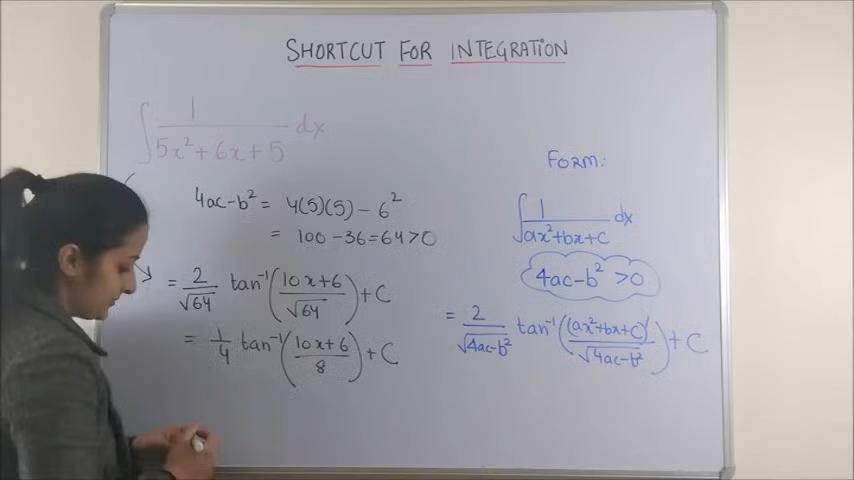 SHORTCUT FOR INTEGRATION
∫ 1/(5x² + 6x + 5) dx
4ac-b² = 4(5)(5) - 6²
= 100 - 36 = 64 > 0
= 2/√64 tan⁻¹((10x+6)/√64) + C
= 1/4 tan⁻¹((10x+6)/8) + C
FORM:
∫ 1/(ax²+bx+c) dx
4ac-b² > 0
= 2/√(4ac-b²) tan⁻¹((ax²+bx+c)'/√(4ac-b²)) + C